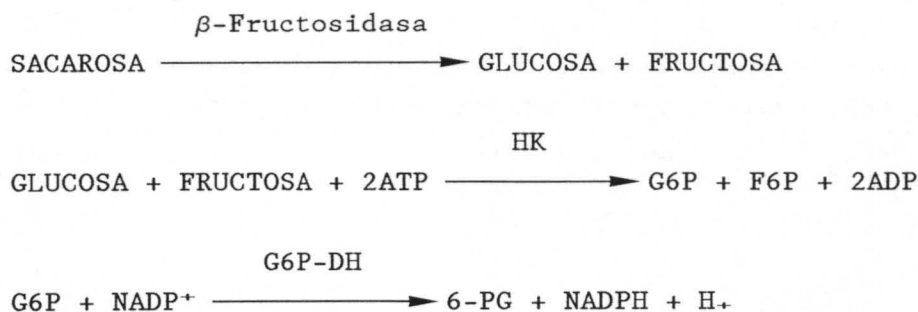 β-Fructosidasa
SACAROSA GLUCOSA + FRUCTOSA
HK
GLUCOSA + FRUCTOSA + 2ATP G6P + F6P + 2ADP
G6P-DH
G6P + NADP⁺ 6-PG + NADPH + H₊